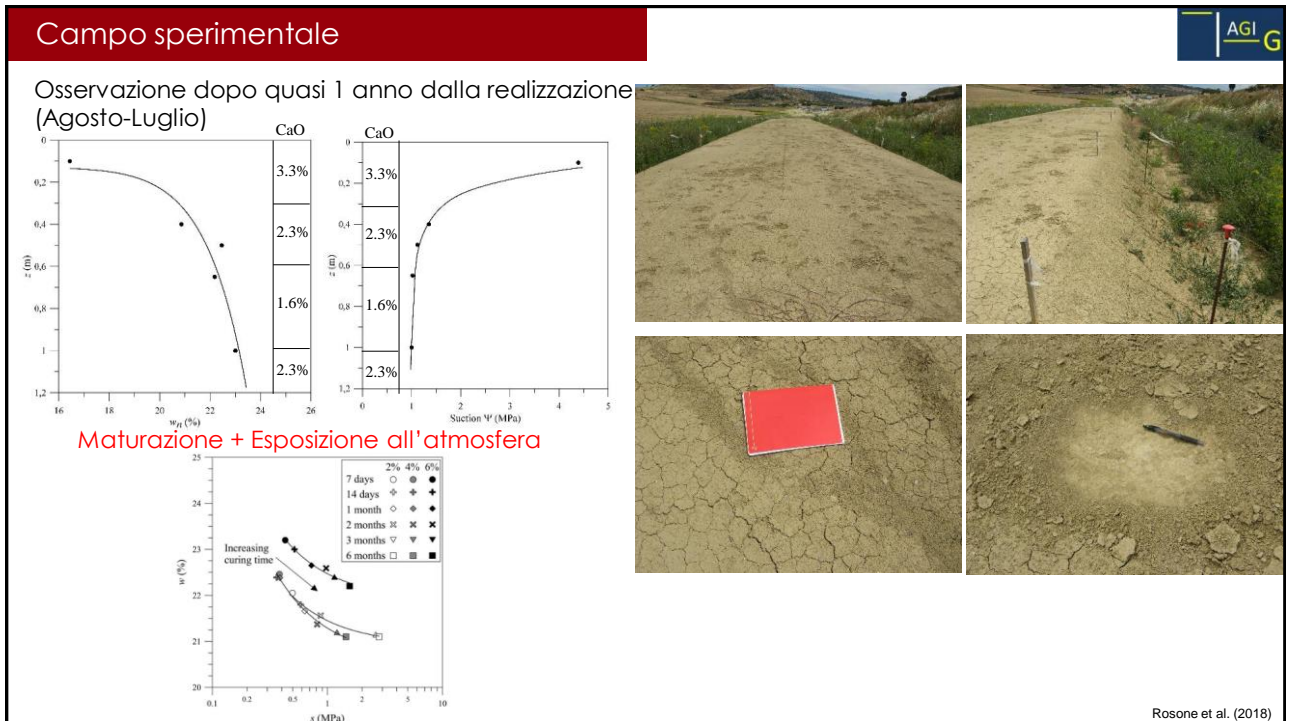 Campo sperimentale
AGI
G
Osservazione dopo quasi 1 anno dalla realizzazione
(Agosto-Luglio)
CaO
0
0,2
0,4
0,6
0,8
1
1,2
z (m)
3.3%
2.3%
1.6%
2.3%
16
18
20
22
24
26
wn (%)
CaO
0
0,2
0,4
0,6
0,8
1
1,2
z (m)
3.3%
2.3%
1.6%
2.3%
0
1
2
3
4
5
Suction Ψ (MPa)
Maturazione + Esposizione all'atmosfera
25
24
23
22
21
20
w (%)
2% 4% 6%
7 days
14 days
1 month
2 months
3 months
6 months
Increasing
curing time
0.1
0.2
0.5
1
2
5
10
s (MPa)
Rosone et al. (2018)